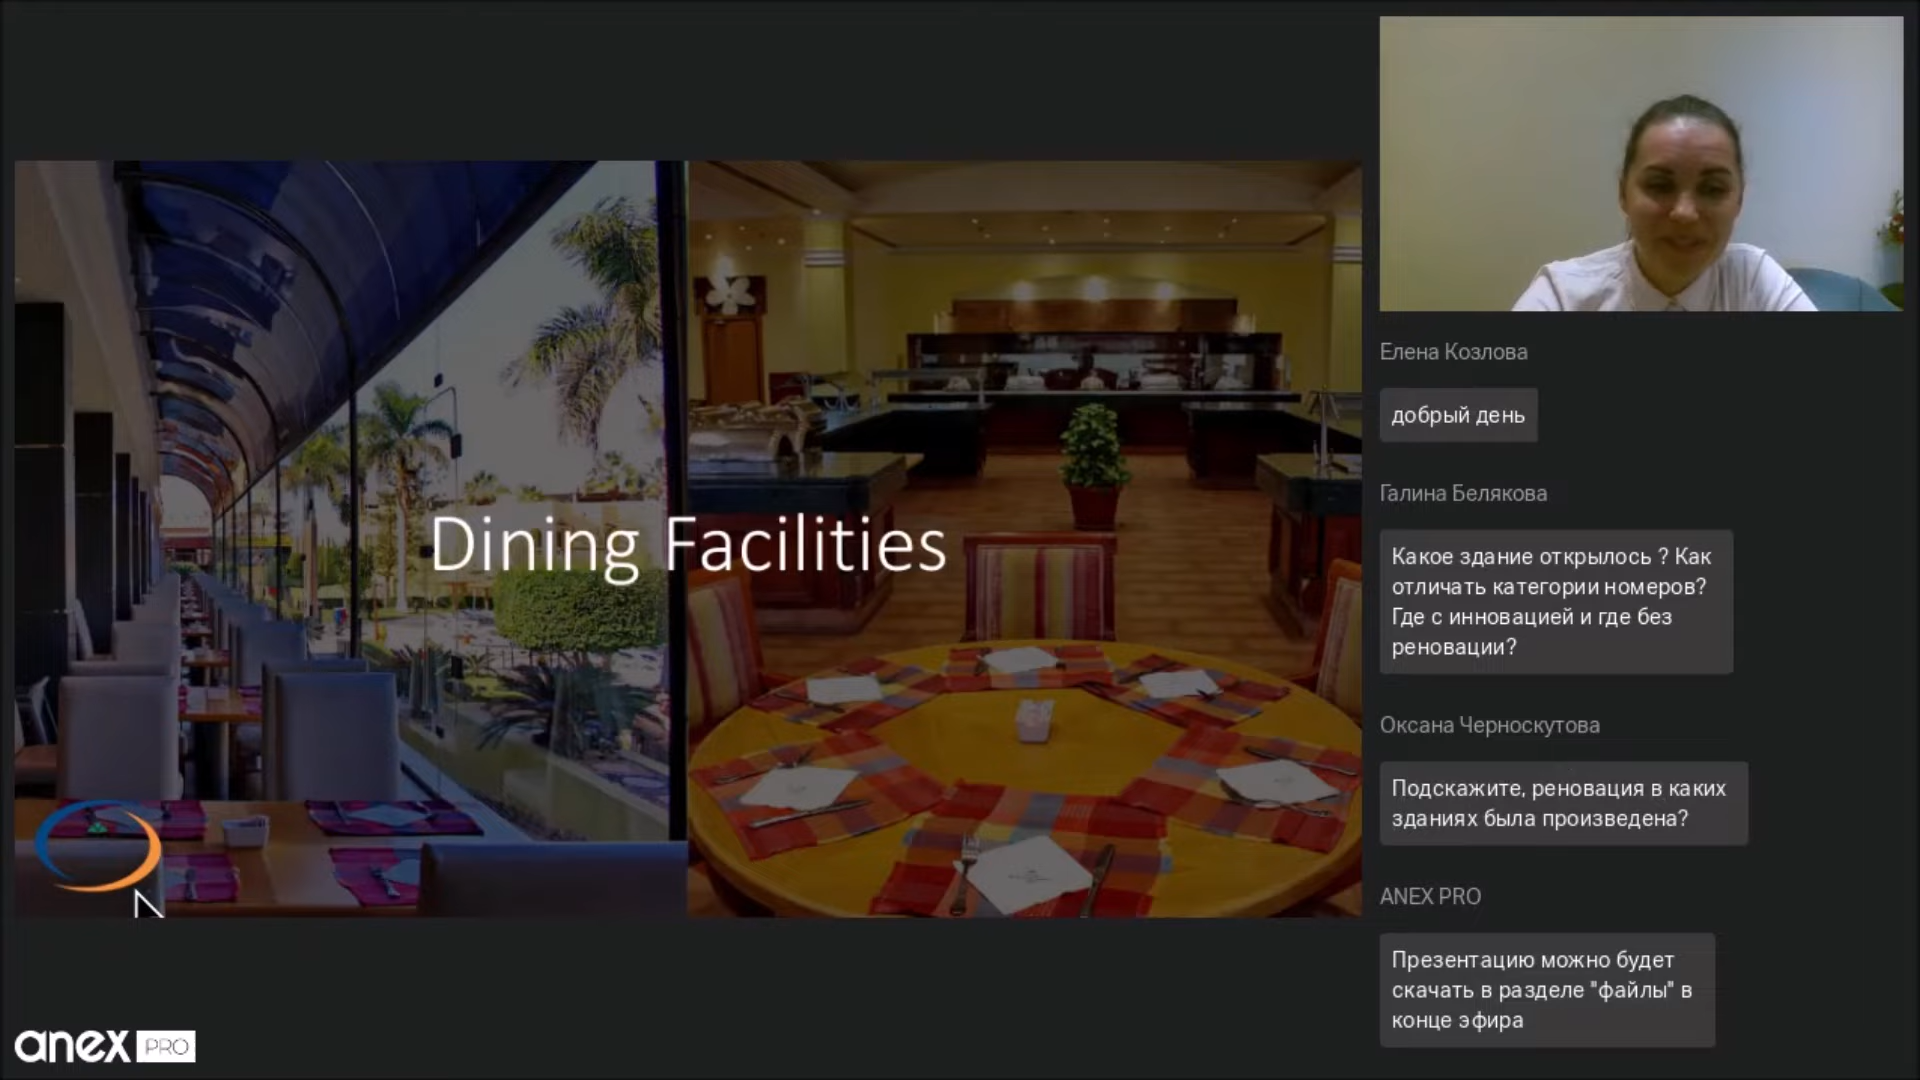 Dining Facilities
anex PRO
Елена Козлова
добрый день
Галина Белякова
Какое здание открылось ? Как
отличать категории номеров?
Где с инновацией и где без
реновации?
Оксана Черноскутова
Подскажите, реновация в каких
зданиях была произведена?
ANEX PRO
Презентацию можно будет
скачать в разделе "файлы" в
конце эфира